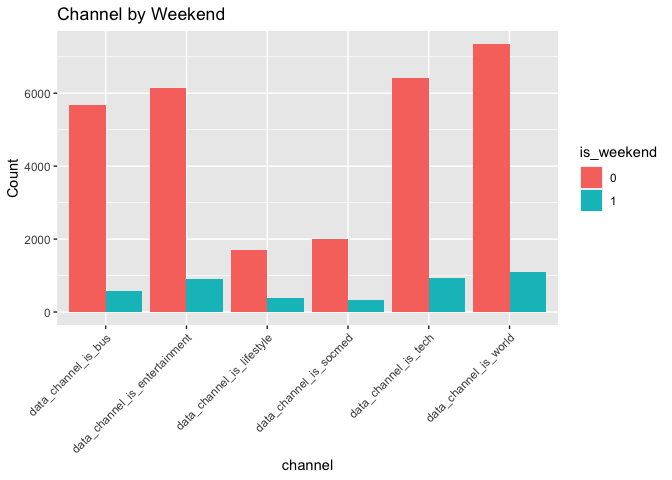 Channel by Weekend
Count
6000
4000
2000
0
data_channel_is_bus
data_channel_is_entertainment
data_channel_is_lifestyle
data_channel_is_socmed
data_channel_is_tech
data_channel_is_world
channel
is_weekend
0
1